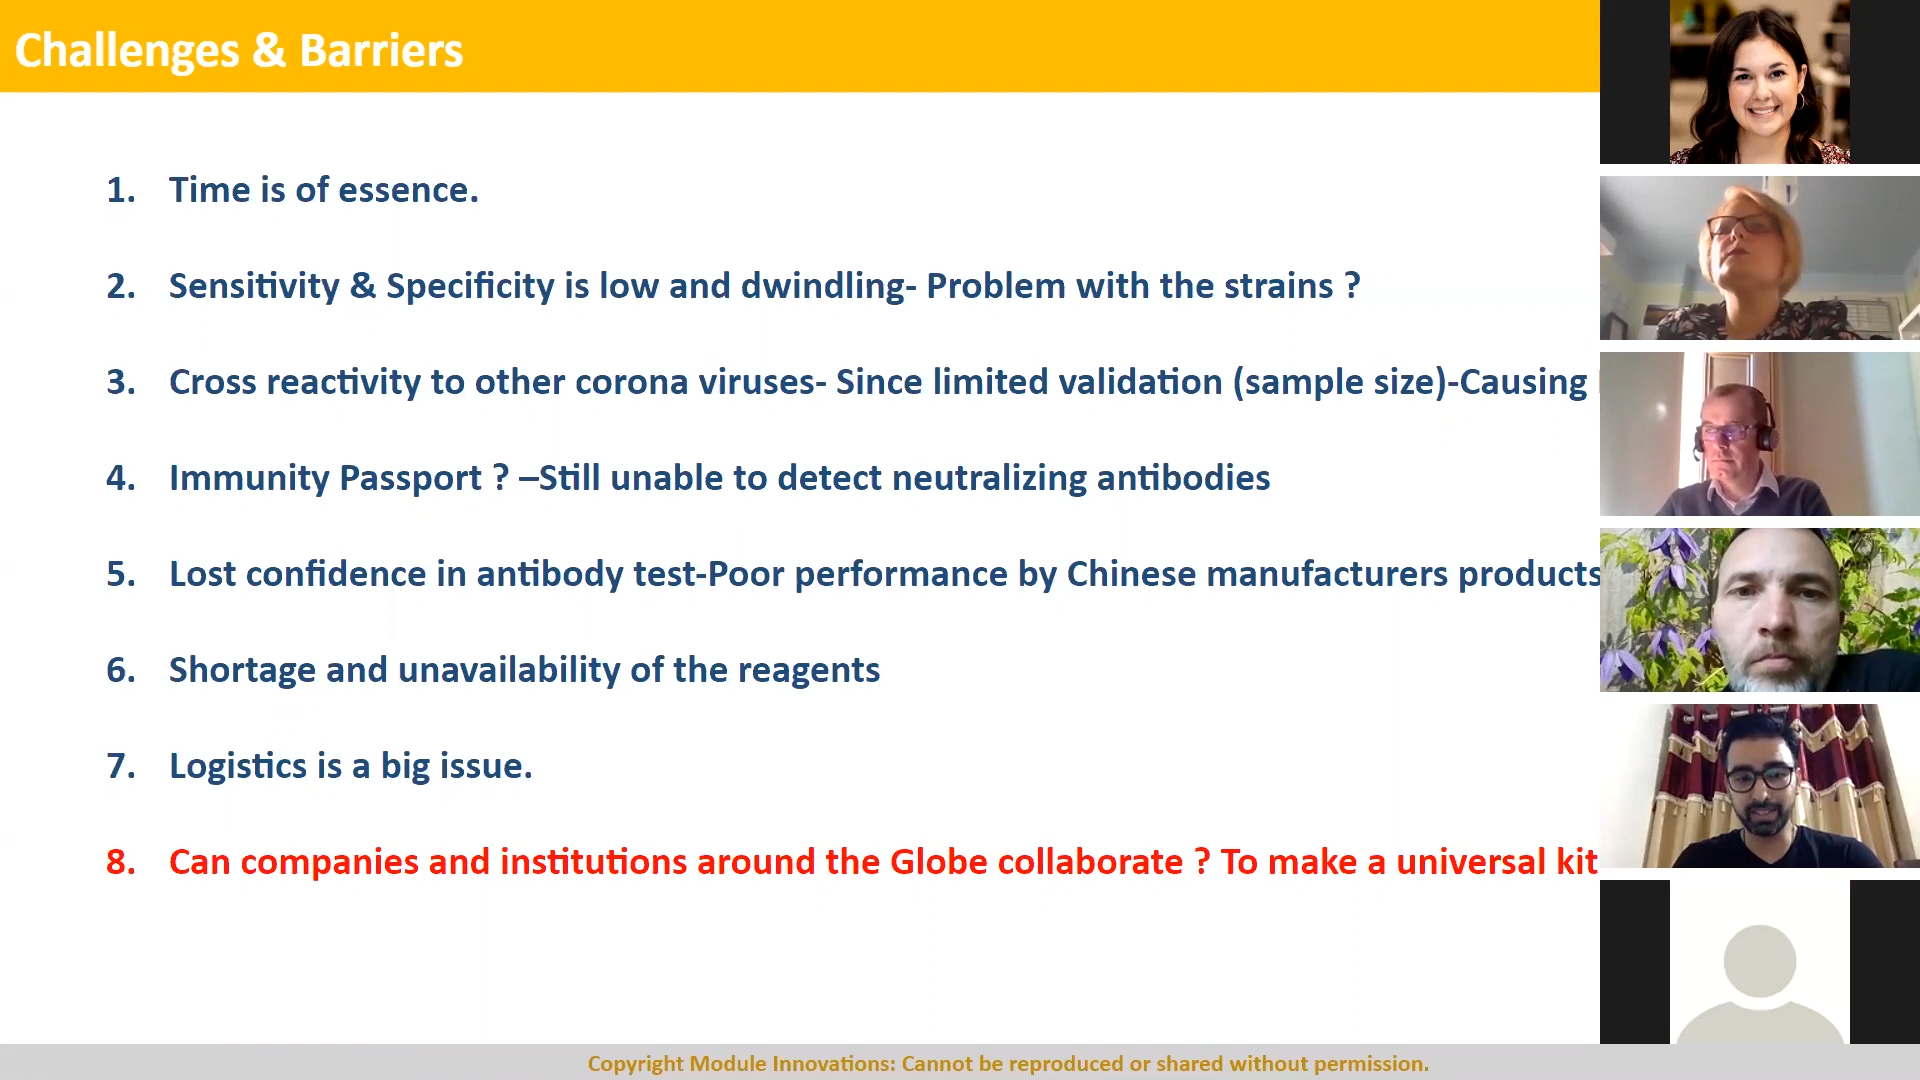 Challenges & Barriers
1. Time is of essence.
2. Sensitivity & Specificity is low and dwindling- Problem with the strains ?
3. Cross reactivity to other corona viruses- Since limited validation (sample size)-Causing
4. Immunity Passport ? –Still unable to detect neutralizing antibodies
5. Lost confidence in antibody test-Poor performance by Chinese manufacturers products
6. Shortage and unavailability of the reagents
7. Logistics is a big issue.
8. Can companies and institutions around the Globe collaborate ? To make a universal kit
Copyright Module Innovations: Cannot be reproduced or shared without permission.